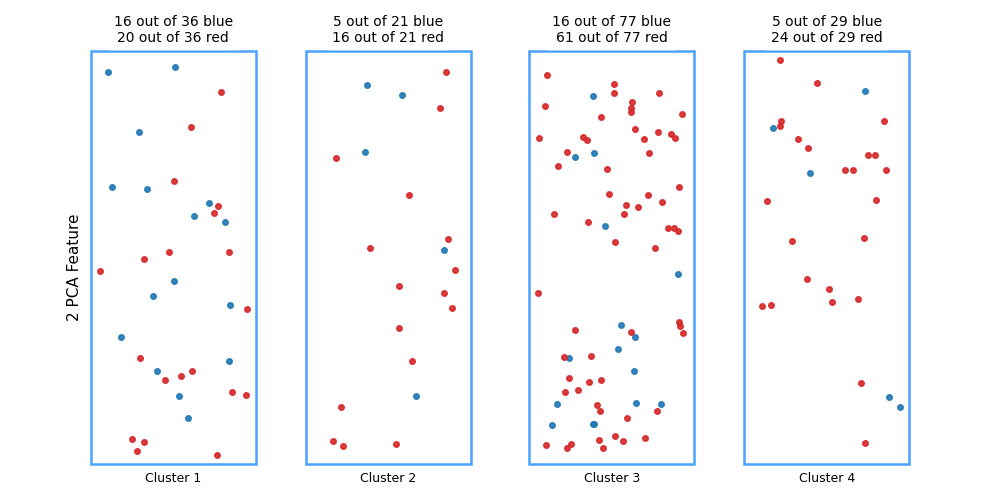 16 out of 36 blue
20 out of 36 red
5 out of 21 blue
16 out of 21 red
16 out of 77 blue
61 out of 77 red
5 out of 29 blue
24 out of 29 red
2 PCA Feature
Cluster 1
Cluster 2
Cluster 3
Cluster 4